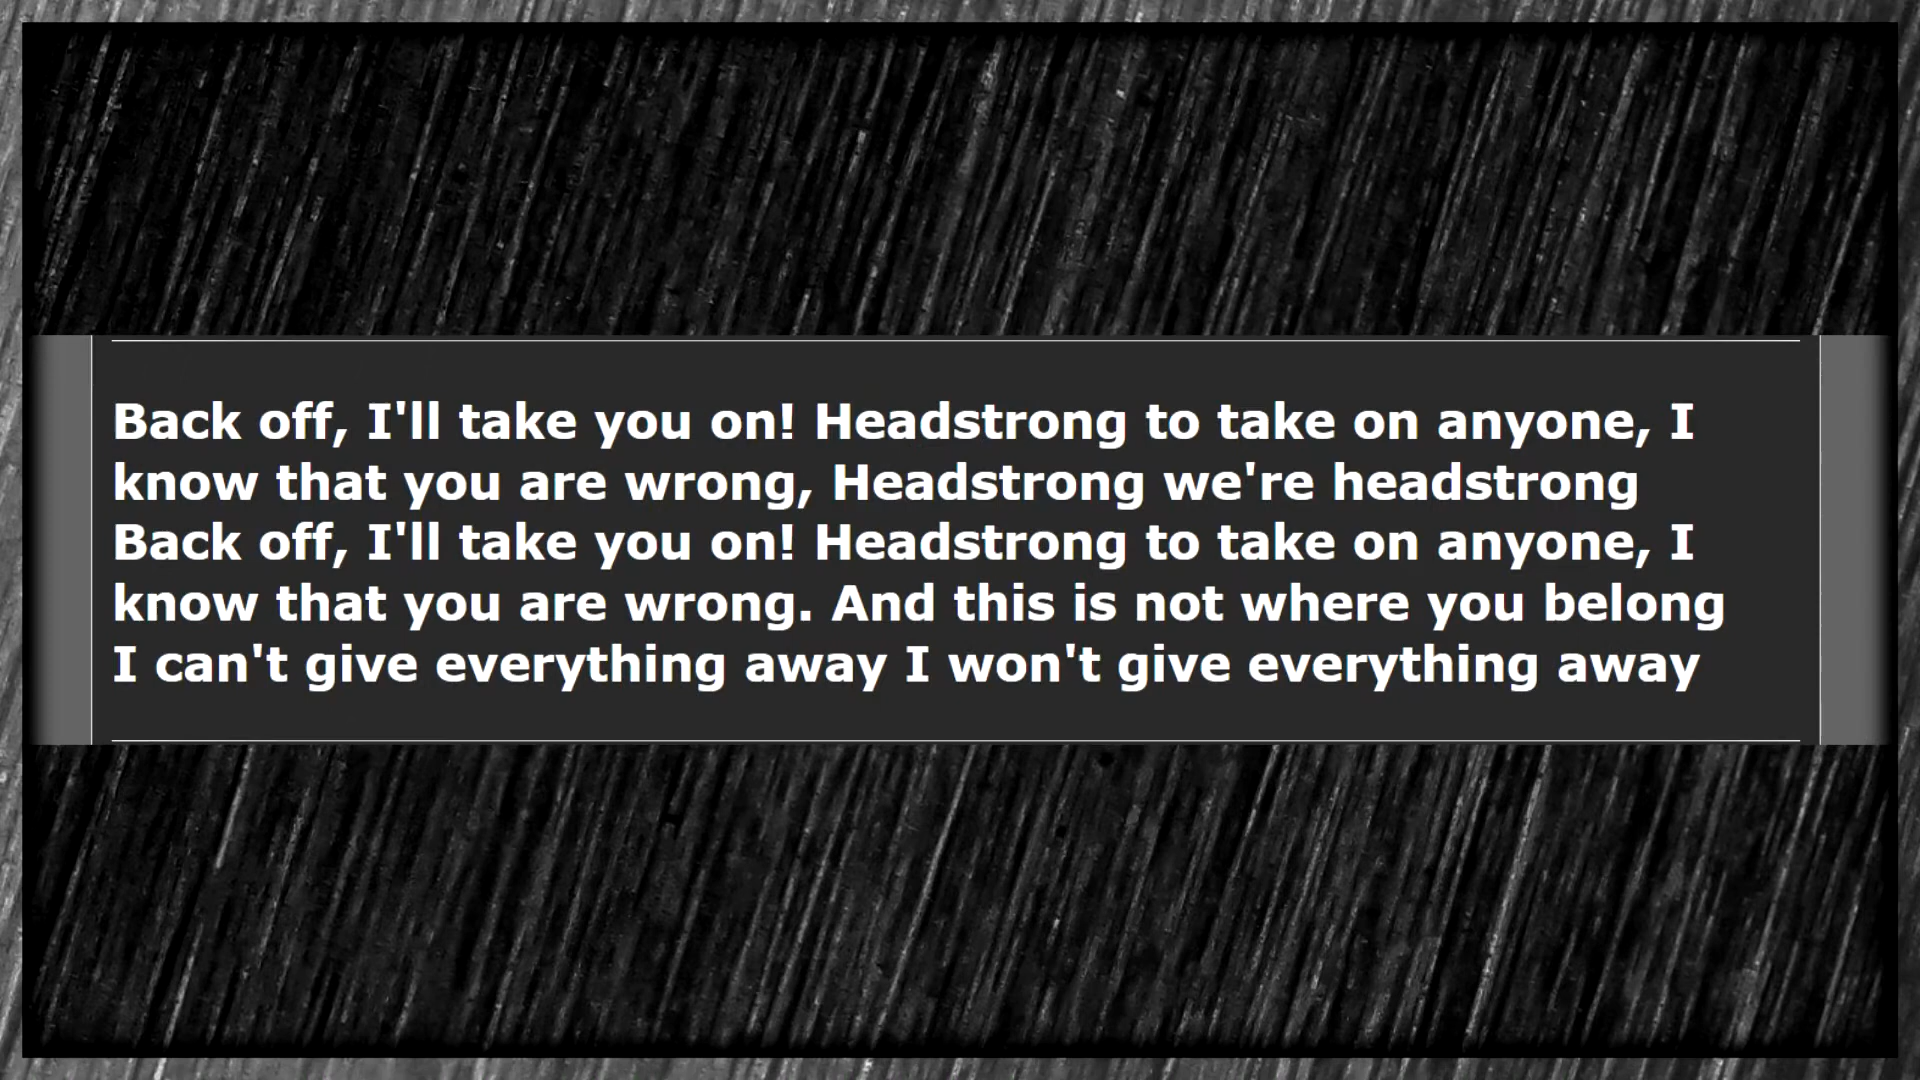 Back off, I'll take you on! Headstrong to take on anyone, I
know that you are wrong, Headstrong we're headstrong
Back off, I'll take you on! Headstrong to take on anyone, I
know that you are wrong. And this is not where you belong
I can't give everything away I won't give everything away